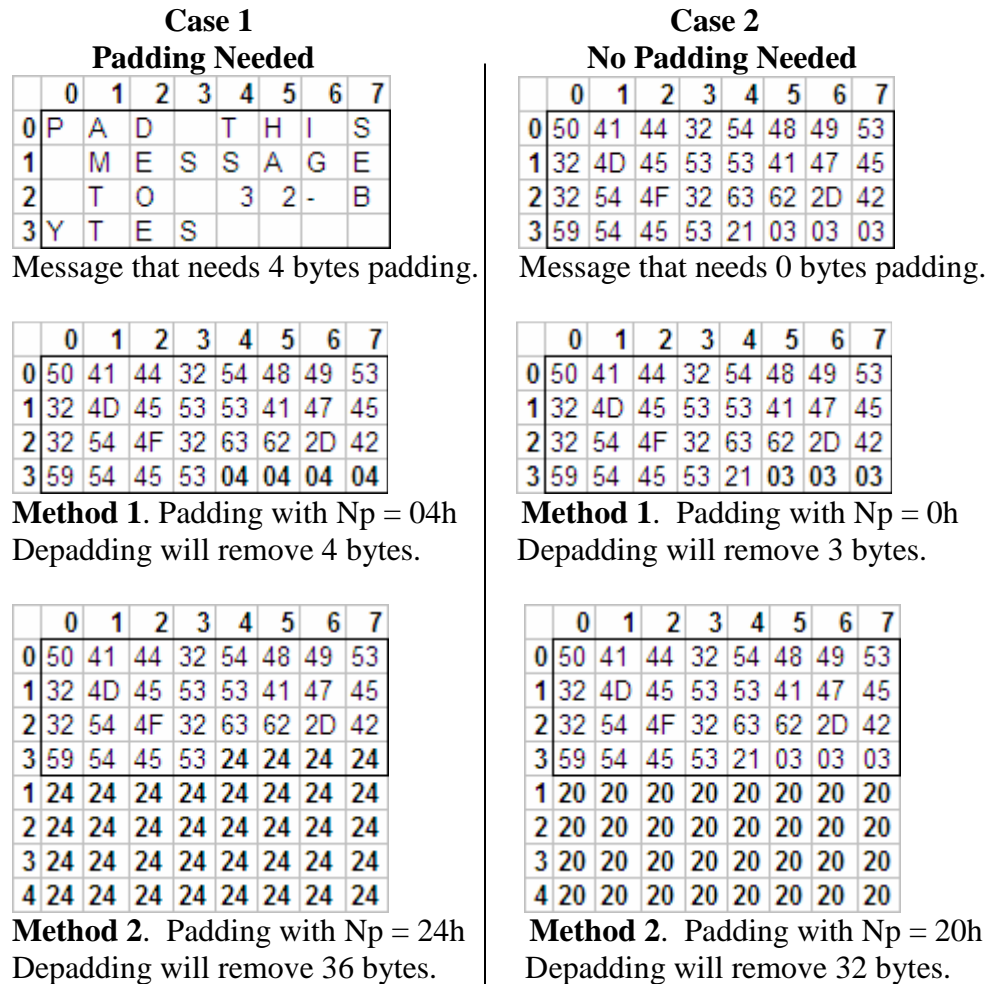 Case 1
Padding Needed
0 1 2 3 4 5 6 7
0 P A D T H I S
1 M E S S A G E
2 T O 3 2 - B
3 Y T E S
Message that needs 4 bytes padding.
0 1 2 3 4 5 6 7
0 50 41 44 32 54 48 49 53
1 32 4D 45 53 53 41 47 45
2 32 54 4F 32 63 62 2D 42
3 59 54 45 53 04 04 04 04
Method 1. Padding with Np = 04h
Depadding will remove 4 bytes.
0 1 2 3 4 5 6 7
0 50 41 44 32 54 48 49 53
1 32 4D 45 53 53 41 47 45
2 32 54 4F 32 63 62 2D 42
3 59 54 45 53 24 24 24 24
1 24 24 24 24 24 24 24 24
2 24 24 24 24 24 24 24 24
3 24 24 24 24 24 24 24 24
4 24 24 24 24 24 24 24 24
Method 2. Padding with Np = 24h
Depadding will remove 36 bytes.
Case 2
No Padding Needed
0 1 2 3 4 5 6 7
0 50 41 44 32 54 48 49 53
1 32 4D 45 53 53 41 47 45
2 32 54 4F 32 63 62 2D 42
3 59 54 45 53 21 03 03 03
Message that needs 0 bytes padding.
0 1 2 3 4 5 6 7
0 50 41 44 32 54 48 49 53
1 32 4D 45 53 53 41 47 45
2 32 54 4F 32 63 62 2D 42
3 59 54 45 53 21 03 03 03
Method 1. Padding with Np = 0h
Depadding will remove 3 bytes.
0 1 2 3 4 5 6 7
0 50 41 44 32 54 48 49 53
1 32 4D 45 53 53 41 47 45
2 32 54 4F 32 63 62 2D 42
3 59 54 45 53 21 03 03 03
1 20 20 20 20 20 20 20 20
2 20 20 20 20 20 20 20 20
3 20 20 20 20 20 20 20 20
4 20 20 20 20 20 20 20 20
Method 2. Padding with Np = 20h
Depadding will remove 32 bytes.